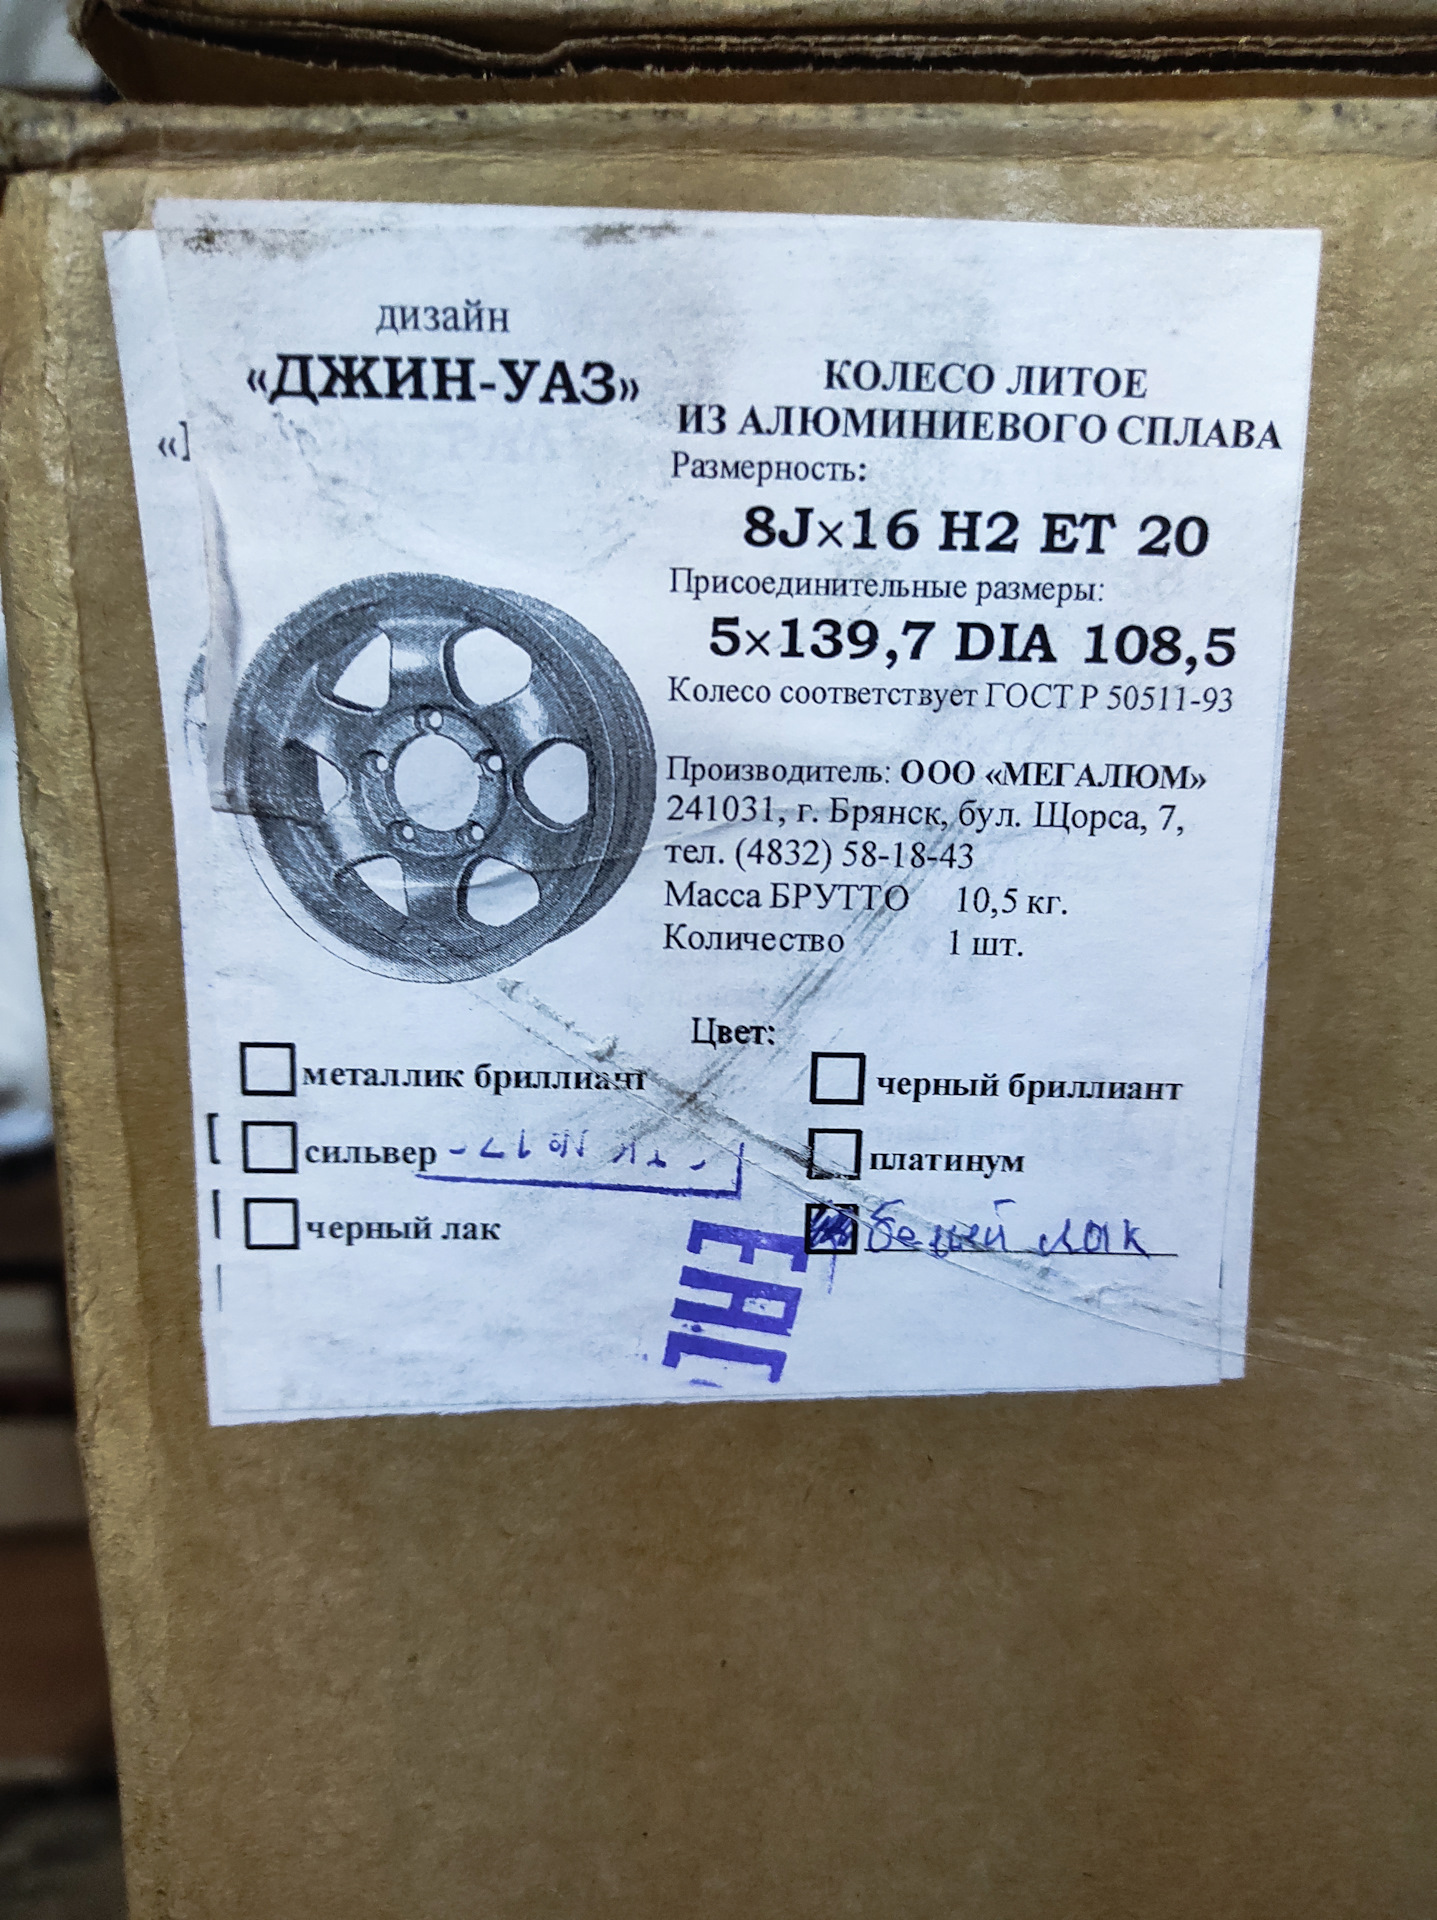 дизайн
«ДЖИН-УАЗ»
«]
КОЛЕСО ЛИТОЕ
ИЗ АЛЮМИНИЕВОГО СПЛАВА
Размерность:
8J×16 H2 ET 20
Присоединительные размеры:
5×139,7 DIA 108,5
Колесо соответствует ГОСТ Р 50511-93
Производитель: ООО «МЕГАЛЮМ»
241031, г. Брянск, бул. Щорса, 7,
тел. (4832) 58-18-43
Масса БРУТТО 10,5 кг.
Количество 1 шт.
Цвет:
металлик бриллиант
черный бриллиант
сильвер
платинум
черный лак
белый лак
EAC